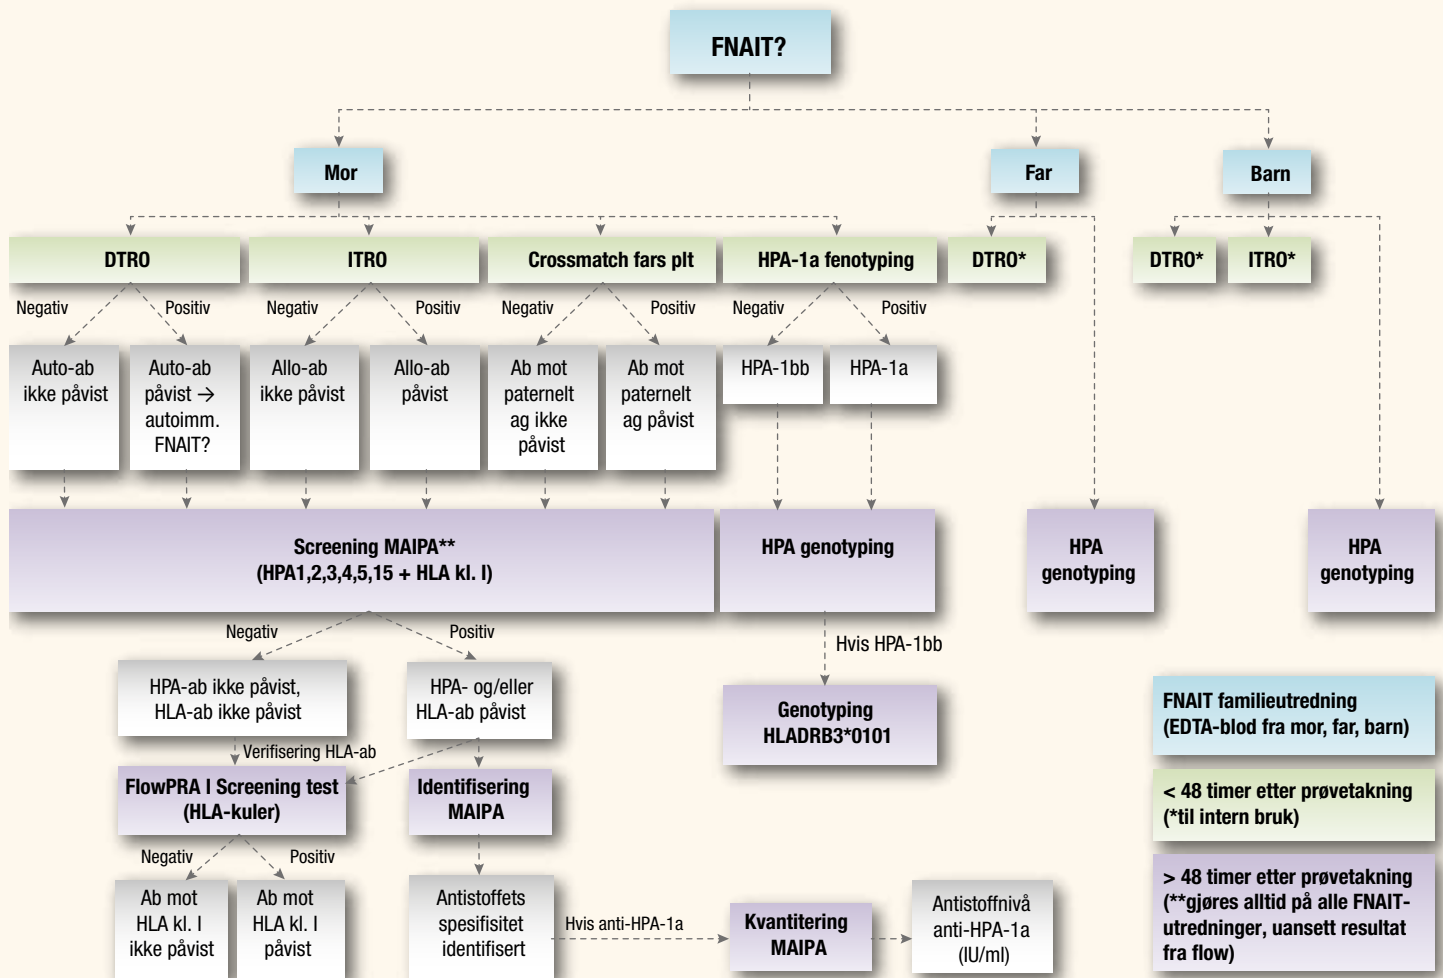 FNAIT?
Mor
Far
Barn
DTRO
ITRO
Crossmatch fars plt
HPA-1a fenotyping
DTRO*
DTRO*
ITRO*
Negativ
Positiv
Negativ
Positiv
Negativ
Positiv
Negativ
Positiv
Auto-ab
ikke påvist
Auto-ab
påvist →
autoimm.
FNAIT?
Allo-ab
ikke påvist
Allo-ab
påvist
Ab mot
paternelt
ag ikke
påvist
Ab mot
paternelt
ag påvist
HPA-1bb
HPA-1a
Screening MAIPA**
(HPA1,2,3,4,5,15 + HLA kl. I)
HPA genotyping
HPA
genotyping
HPA
genotyping
Negativ
Positiv
Hvis HPA-1bb
HPA-ab ikke påvist,
HLA-ab ikke påvist
HPA- og/eller
HLA-ab påvist
Genotyping
HLADRB3*0101
Verifisering HLA-ab
FlowPRA I Screening test
(HLA-kuler)
Identifisering
MAIPA
Negativ
Positiv
Ab mot
HLA kl. I
ikke påvist
Ab mot
HLA kl. I
påvist
Antistoffets
spesifisitet
identifisert
Hvis anti-HPA-1a
Kvantitering
MAIPA
Antistoffnivå
anti-HPA-1a
(IU/ml)
FNAIT familieutredning
(EDTA-blod fra mor, far, barn)
< 48 timer etter prøvetakning
(*til intern bruk)
> 48 timer etter prøvetakning
(**gjøres alltid på alle FNAIT-
utredninger, uansett resultat
fra flow)